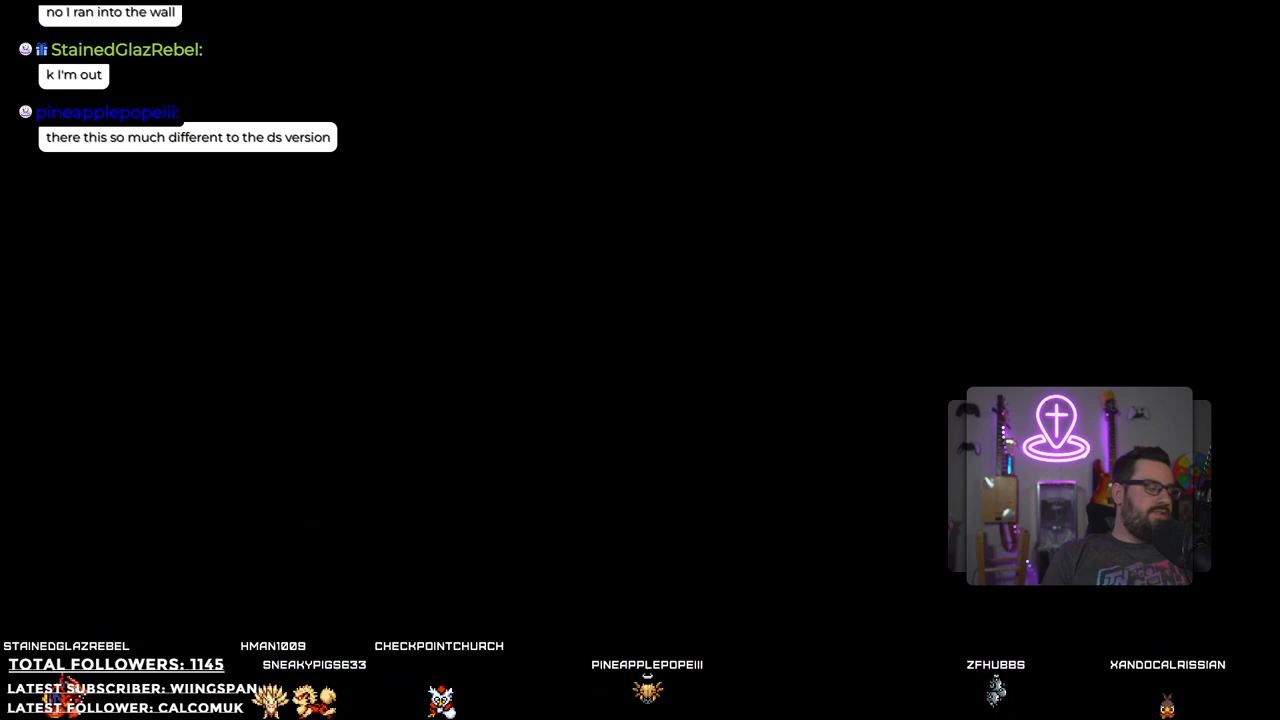 no I ran into the wall
StainedGlazRebel:
k I'm out
pineapplepopeiii:
there this so much different to the ds version
STAINEDGLAZREBEL
HMAN1009
CHECKPOINTCHURCH
TOTAL FOLLOWERS: 1145
SNEAKYPIGS633
PINEAPPLEPOPEIII
ZFHUBBS
XANDOCALRISSIAN
LATEST SUBSCRIBER: WIINGSPAN
LATEST FOLLOWER: CALCOMUK